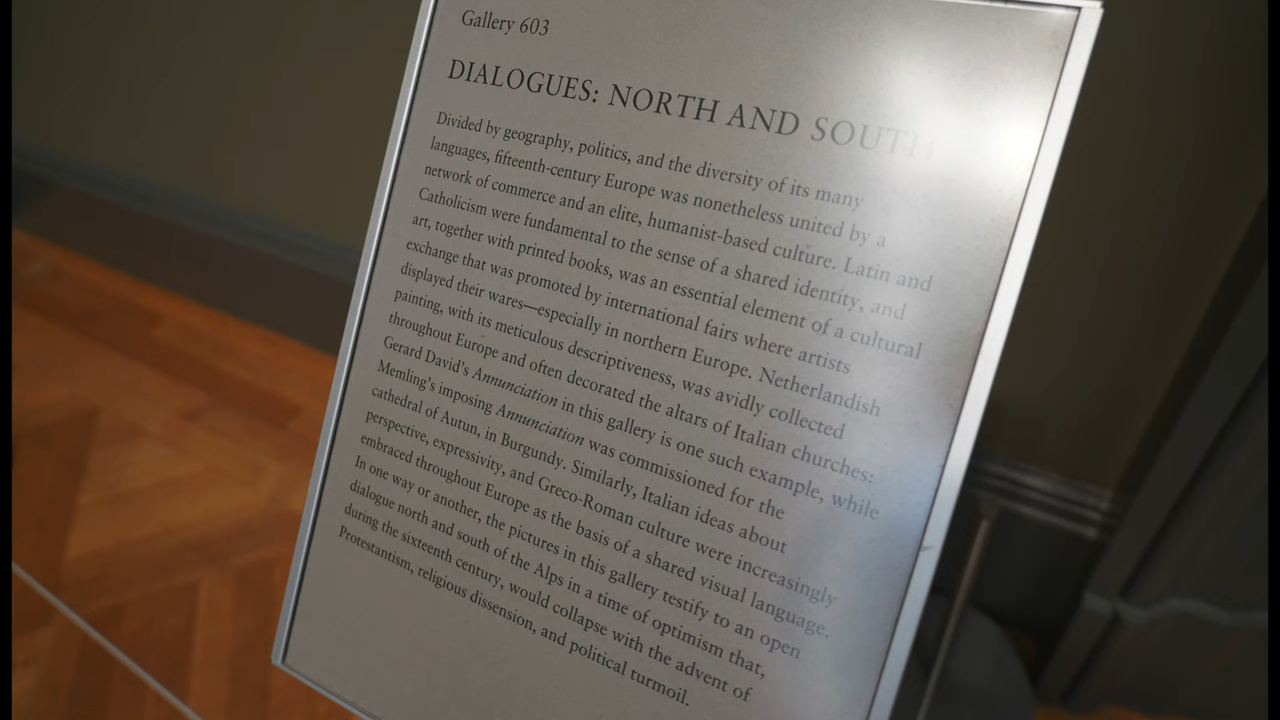 Gallery 603
DIALOGUES: NORTH AND SOUTH
Divided by geography, politics, and the diversity of its many
languages, fifteenth-century Europe was nonetheless united by a
network of commerce and an elite, humanist-based culture. Latin and
Catholicism were fundamental to the sense of a shared identity, and
art, together with printed books, was an essential element of a cultural
exchange that was promoted by international fairs where artists
displayed their wares—especially in northern Europe. Netherlandish
painting, with its meticulous descriptiveness, was avidly collected
throughout Europe and often decorated the altars of Italian churches:
Gerard David's Annunciation in this gallery is one such example, while
Memling's imposing Annunciation was commissioned for the
cathedral of Autun, in Burgundy. Similarly, Italian ideas about
perspective, expressivity, and Greco-Roman culture were increasingly
embraced throughout Europe as the basis of a shared visual language.
In one way or another, the pictures in this gallery testify to an open
dialogue north and south of the Alps in a time of optimism that,
during the sixteenth century, would collapse with the advent of
Protestantism, religious dissension, and political turmoil.